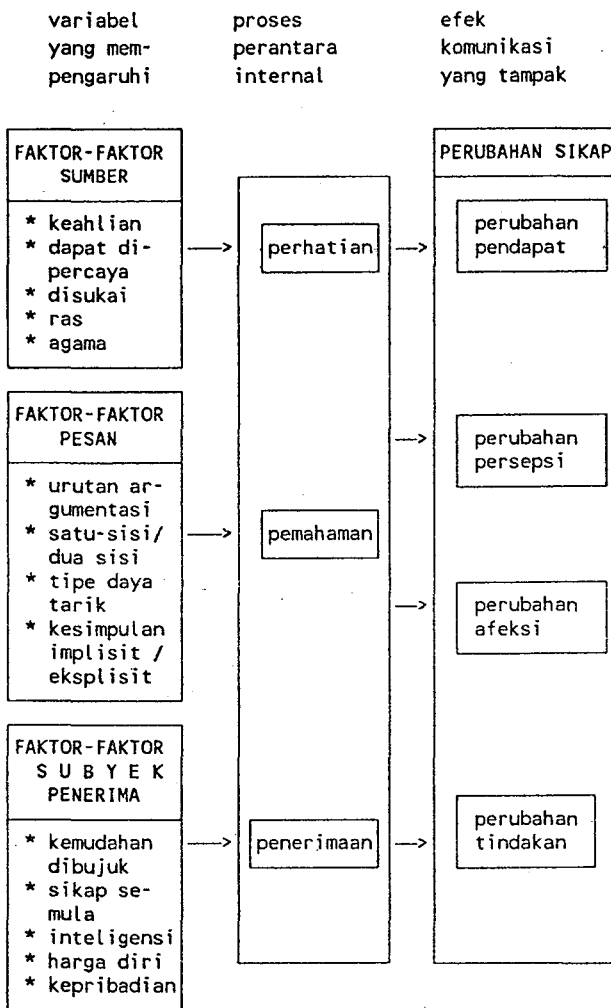 variabel
yang mem-
pengaruhi
proses
perantara
internal
efek
komunikasi
yang tampak
FAKTOR-FAKTOR
SUMBER
* keahlian
* dapat di-
percaya
* disukai
* ras
* agama
FAKTOR-FAKTOR
PESAN
* urutan ar-
gumentasi
* satu-sisi/
dua sisi
* tipe daya
tarik
* kesimpulan
implisit /
eksplisit
FAKTOR-FAKTOR
S U B Y E K
PENERIMA
* kemudahan
dibujuk
* sikap se-
mula
* inteligensi
* harga diri
* kepribadian
perhatian
pemahaman
penerimaan
PERUBAHAN SIKAP
perubahan
pendapat
perubahan
persepsi
perubahan
afeksi
perubahan
tindakan